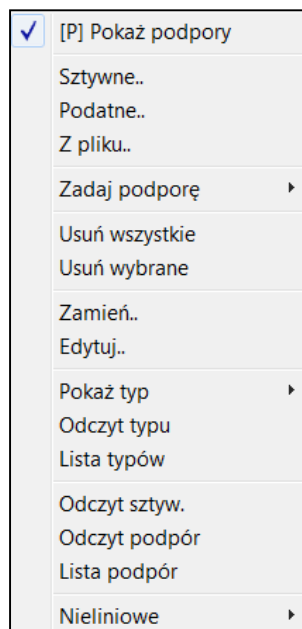 [P] Pokaż podpory
Sztywne..
Podatne..
Z pliku..
Zadaj podporę
Usuń wszystkie
Usuń wybrane
Zamień..
Edytuj..
Pokaż typ
Odczyt typu
Lista typów
Odczyt sztyw.
Odczyt podpór
Lista podpór
Nieliniowe